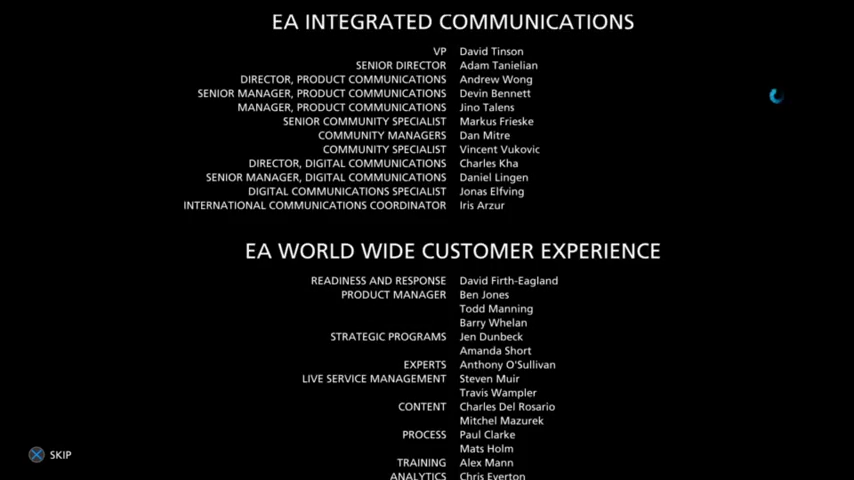 EA INTEGRATED COMMUNICATIONS
VP David Tinson
SENIOR DIRECTOR Adam Tanielian
DIRECTOR, PRODUCT COMMUNICATIONS Andrew Wong
SENIOR MANAGER, PRODUCT COMMUNICATIONS Devin Bennett
MANAGER, PRODUCT COMMUNICATIONS Jino Talens
SENIOR COMMUNITY SPECIALIST Markus Frieske
COMMUNITY MANAGERS Dan Mitre
COMMUNITY SPECIALIST Vincent Vukovic
DIRECTOR, DIGITAL COMMUNICATIONS Charles Kha
SENIOR MANAGER, DIGITAL COMMUNICATIONS Daniel Lingen
DIGITAL COMMUNICATIONS SPECIALIST Jonas Elfving
INTERNATIONAL COMMUNICATIONS COORDINATOR Iris Arzur
EA WORLD WIDE CUSTOMER EXPERIENCE
READINESS AND RESPONSE David Firth-Eagland
PRODUCT MANAGER Ben Jones
Todd Manning
Barry Whelan
STRATEGIC PROGRAMS Jen Dunbeck
Amanda Short
EXPERTS Anthony O'Sullivan
LIVE SERVICE MANAGEMENT Steven Muir
Travis Wampler
CONTENT Charles Del Rosario
Mitchel Mazurek
PROCESS Paul Clarke
Mats Holm
SKIP
TRAINING Alex Mann
ANALYTICS Chris Everton